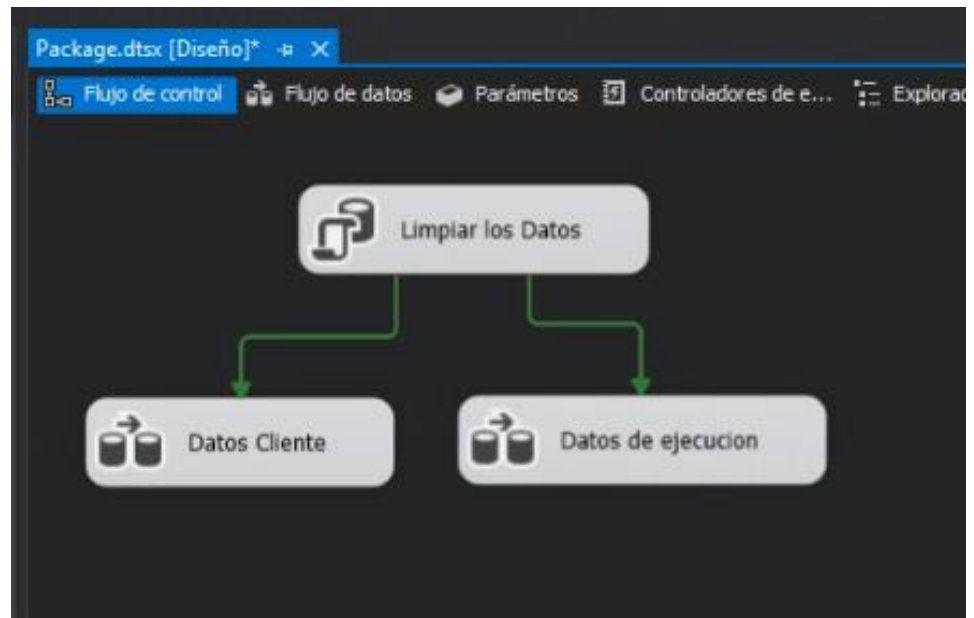 Package.dtsx [Diseño]*
Flujo de control Flujo de datos Parámetros Controladores de e... Explorac
Limpiar los Datos
Datos Cliente Datos de ejecucion